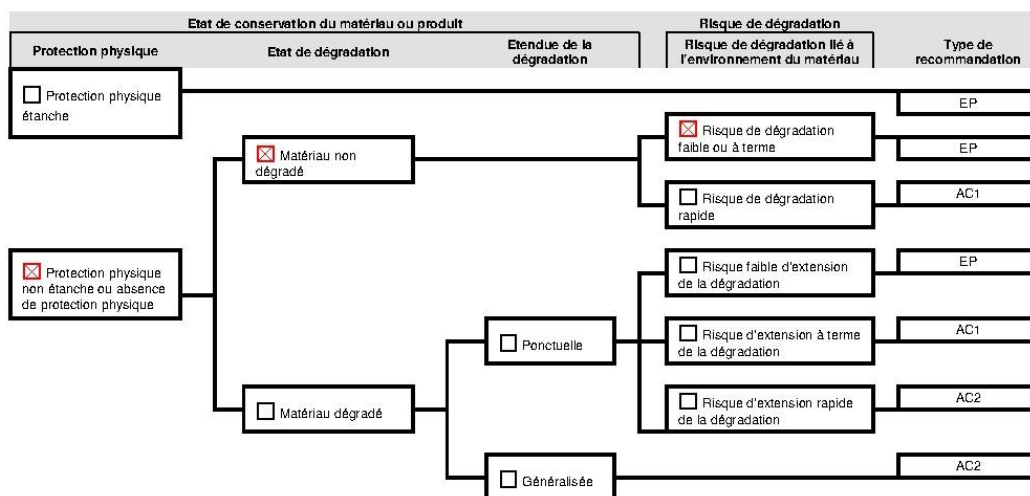 Etat de conservation du matériau ou produit
Risque de dégradation
Protection physique
Etat de dégradation
Etendue de la
dégradation
Risque de dégradation lié à
l'environnement du matériau
Type de
recommandation
Protection physique
étanche
EP
Matériau non
dégradé
Risque de dégradation
faible ou à terme
EP
Risque de dégradation
rapide
AC1
Protection physique
non étanche ou absence
de protection physique
Risque faible d'extension
de la dégradation
EP
Ponctuelle
Risque d'extension à terme
de la dégradation
AC1
Matériau dégradé
Risque d'extension rapide
de la dégradation
AC2
Généralisée
AC2